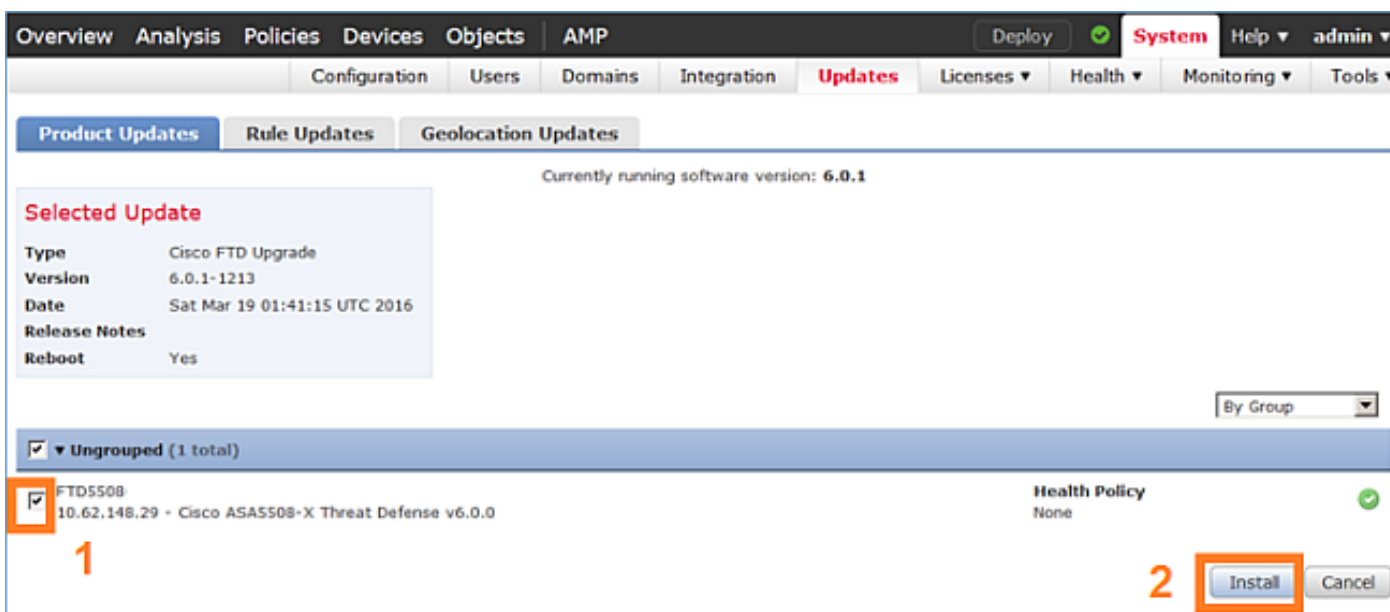 Overview Analysis Policies Devices Objects AMP Deploy System Help ▼ admin ▼
Configuration Users Domains Integration Updates Licenses ▼ Health ▼ Monitoring ▼ Tools ▼
Product Updates Rule Updates Geolocation Updates
Currently running software version: 6.0.1
Selected Update
Type Cisco FTD Upgrade
Version 6.0.1-1213
Date Sat Mar 19 01:41:15 UTC 2016
Release Notes
Reboot Yes
By Group
▼ Ungrouped (1 total)
FTD5508
10.62.148.29 - Cisco ASA5508-X Threat Defense v6.0.0
Health Policy
None
1
2
Install Cancel